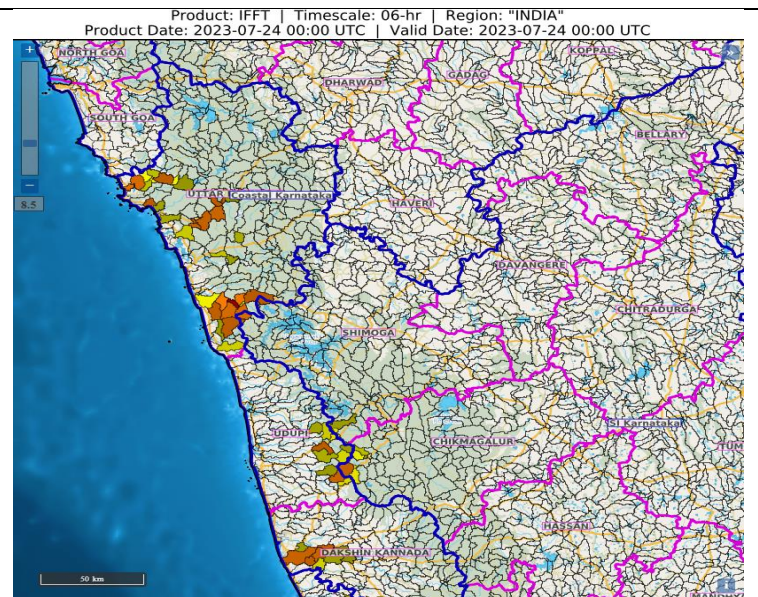 Product: IFFT | Timescale: 06-hr | Region: "INDIA"
Product Date: 2023-07-24 00:00 UTC | Valid Date: 2023-07-24 00:00 UTC
+
»
NORTH GOA
KOPPAL
GADAG
DHARWAD
SOUTH GOA
BELLARY
−
UTTAR
Coastal Karnataka
8.5
HAVERI
DAVANGERE
CHITRADURGA
SHIMOGA
SI Karnataka
UDUPI
CHIKMAGALUR
TUM
HASSAN
DAKSHIN KANNADA
50 km
i